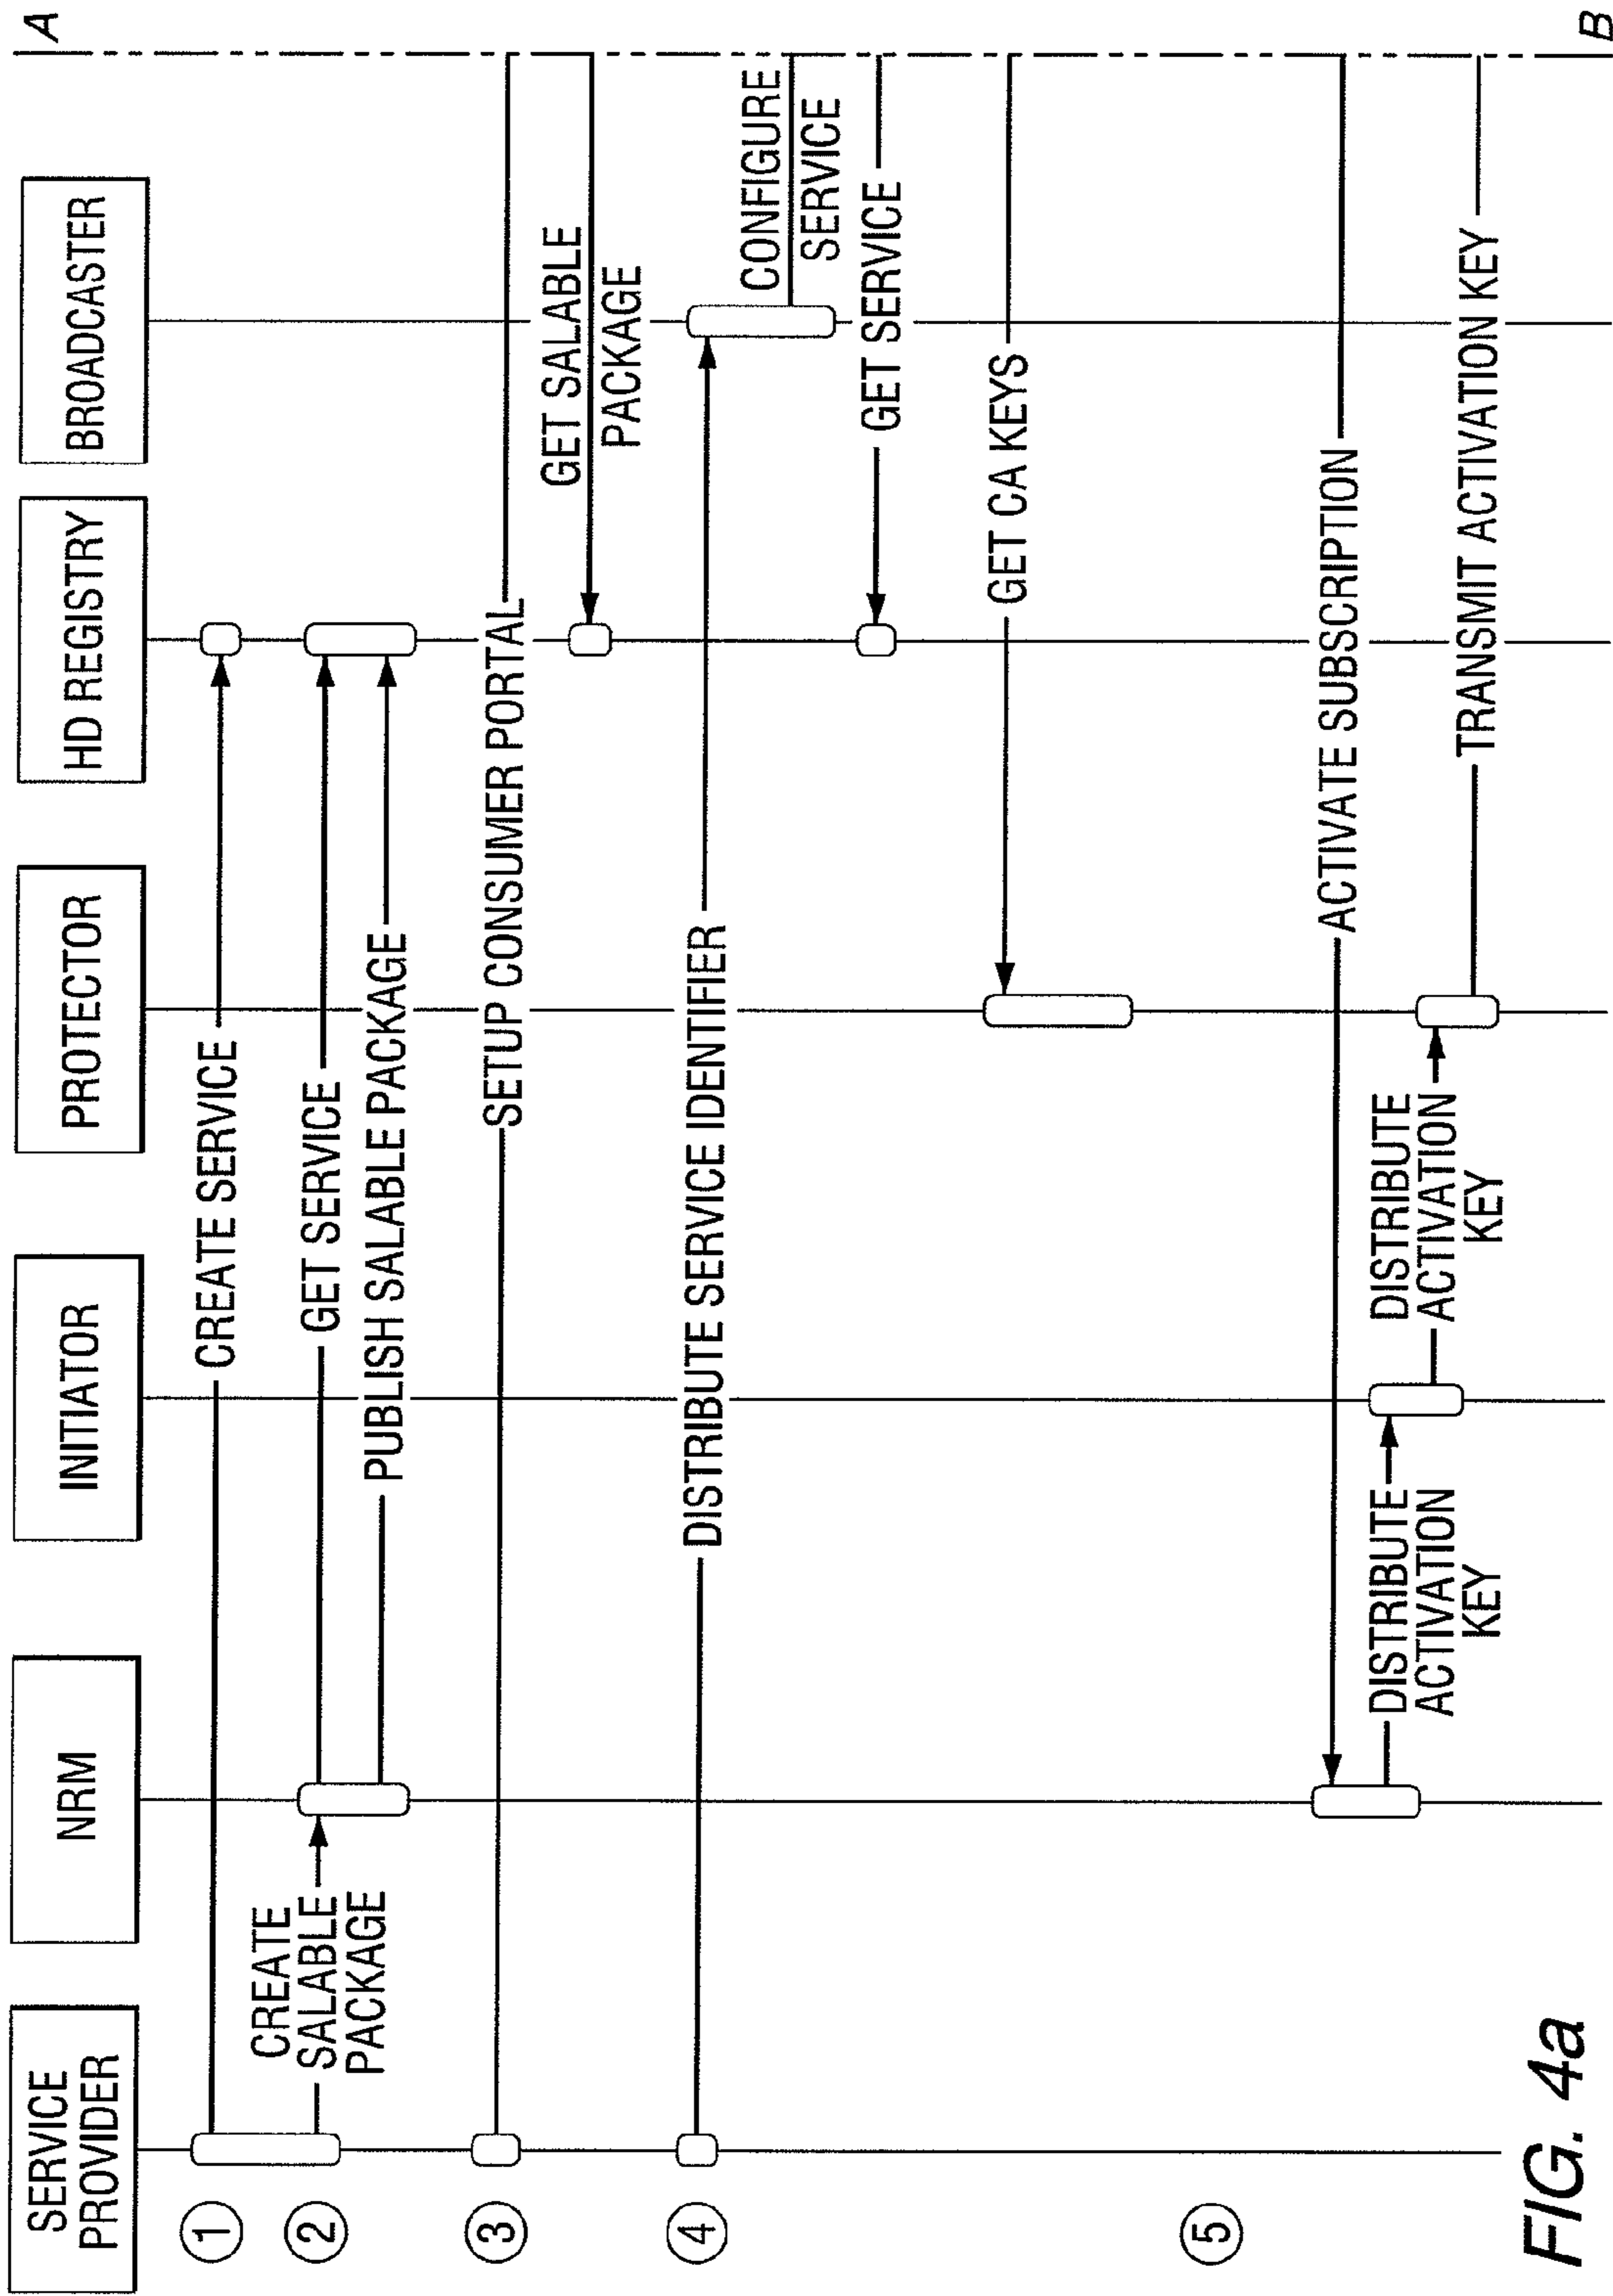 SERVICE
PROVIDER
NRM
INITIATOR
PROTECTOR
HD REGISTRY
BROADCASTER
A
1
CREATE SERVICE
2
CREATE
SALABLE
PACKAGE
GET SERVICE
PUBLISH SALABLE PACKAGE
3
SETUP CONSUMER PORTAL
GET SALABLE
PACKAGE
4
DISTRIBUTE SERVICE IDENTIFIER
CONFIGURE
SERVICE
GET SERVICE
GET CA KEYS
5
ACTIVATE SUBSCRIPTION
DISTRIBUTE
ACTIVATION
KEY
DISTRIBUTE
ACTIVATION
KEY
TRANSMIT ACTIVATION KEY
B
FIG. 4a